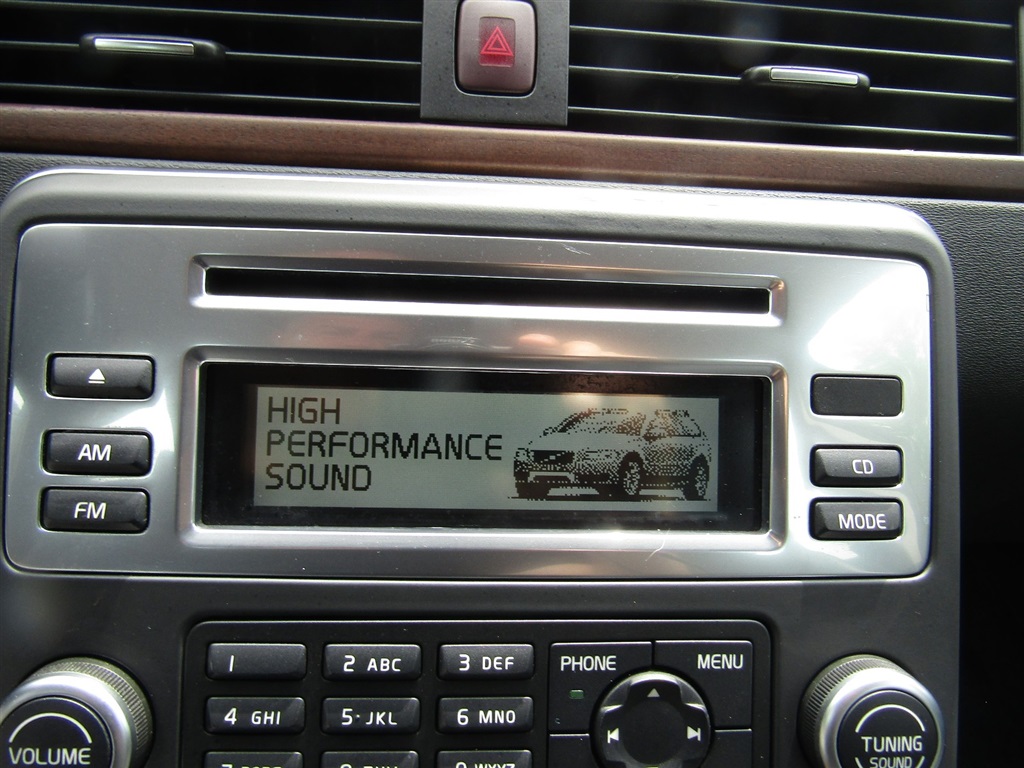 AM
FM
HIGH
PERFORMANCE
SOUND
CD
MODE
1
2 ABC
3 DEF
4 GHI
5 JKL
6 MNO
PHONE
MENU
VOLUME
TUNING
SOUND